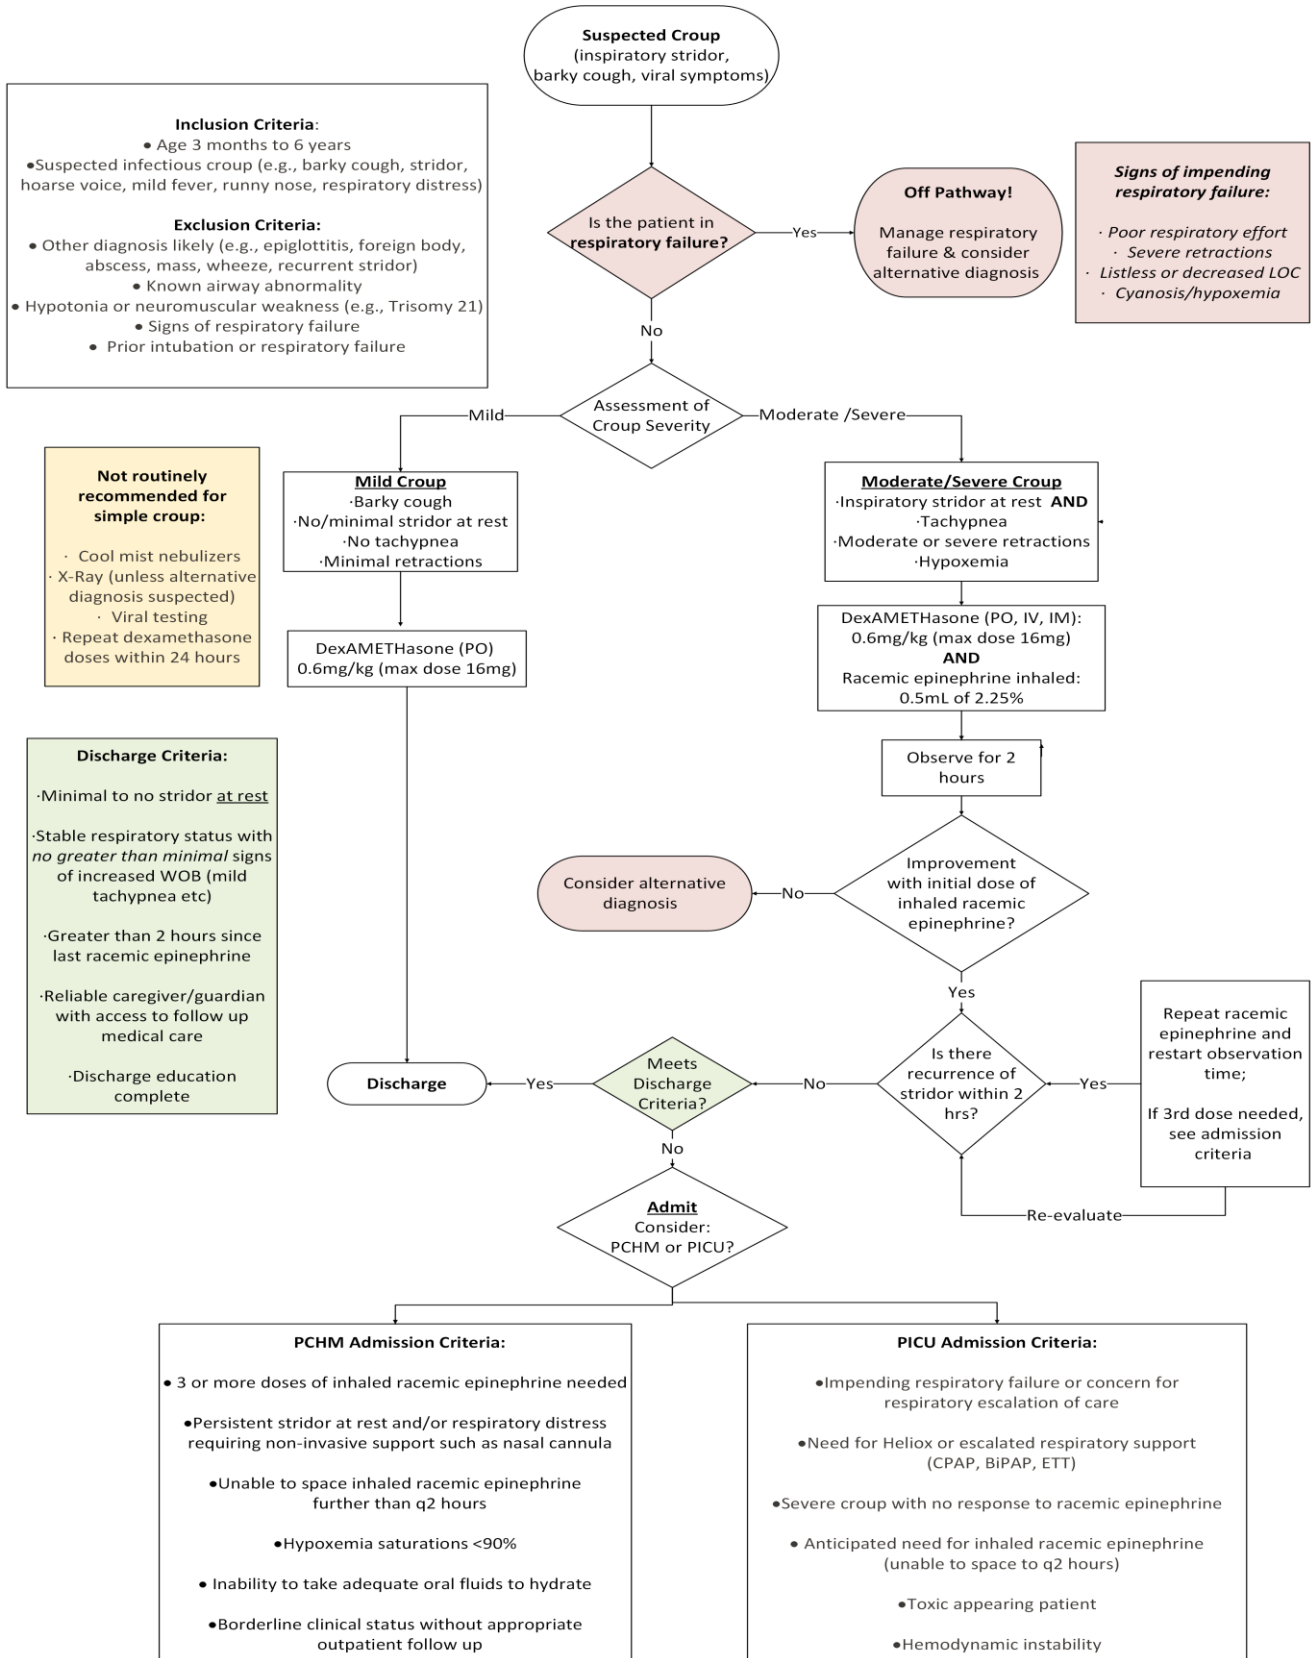 Suspected Croup
(inspiratory stridor,
barky cough, viral symptoms)
Inclusion Criteria:
● Age 3 months to 6 years
●Suspected infectious croup (e.g., barky cough, stridor,
hoarse voice, mild fever, runny nose, respiratory distress)
Exclusion Criteria:
● Other diagnosis likely (e.g., epiglottitis, foreign body,
abscess, mass, wheeze, recurrent stridor)
● Known airway abnormality
● Hypotonia or neuromuscular weakness (e.g., Trisomy 21)
● Signs of respiratory failure
● Prior intubation or respiratory failure
Is the patient in
respiratory failure?
Yes
Off Pathway!
Manage respiratory
failure & consider
alternative diagnosis
Signs of impending
respiratory failure:
· Poor respiratory effort
· Severe retractions
· Listless or decreased LOC
· Cyanosis/hypoxemia
No
Assessment of
Croup Severity
Mild
Moderate /Severe
Not routinely
recommended for
simple croup:
· Cool mist nebulizers
· X-Ray (unless alternative
diagnosis suspected)
· Viral testing
· Repeat dexamethasone
doses within 24 hours
Mild Croup
·Barky cough
·No/minimal stridor at rest
·No tachypnea
·Minimal retractions
Moderate/Severe Croup
·Inspiratory stridor at rest AND
·Tachypnea
·Moderate or severe retractions
·Hypoxemia
DexAMETHasone (PO)
0.6mg/kg (max dose 16mg)
DexAMETHasone (PO, IV, IM):
0.6mg/kg (max dose 16mg)
AND
Racemic epinephrine inhaled:
0.5mL of 2.25%
Observe for 2
hours
Discharge Criteria:
·Minimal to no stridor at rest
·Stable respiratory status with
no greater than minimal signs
of increased WOB (mild
tachypnea etc)
·Greater than 2 hours since
last racemic epinephrine
·Reliable caregiver/guardian
with access to follow up
medical care
·Discharge education
complete
Improvement
with initial dose of
inhaled racemic
epinephrine?
No
Consider alternative
diagnosis
Yes
Is there
recurrence of
stridor within 2
hrs?
Yes
Repeat racemic
epinephrine and
restart observation
time;
If 3rd dose needed,
see admission
criteria
Re-evaluate
No
Meets
Discharge
Criteria?
Yes
Discharge
No
Admit
Consider:
PCHM or PICU?
PCHM Admission Criteria:
● 3 or more doses of inhaled racemic epinephrine needed
●Persistent stridor at rest and/or respiratory distress
requiring non-invasive support such as nasal cannula
●Unable to space inhaled racemic epinephrine
further than q2 hours
●Hypoxemia saturations <90%
● Inability to take adequate oral fluids to hydrate
●Borderline clinical status without appropriate
outpatient follow up
PICU Admission Criteria:
●Impending respiratory failure or concern for
respiratory escalation of care
●Need for Heliox or escalated respiratory support
(CPAP, BiPAP, ETT)
●Severe croup with no response to racemic epinephrine
● Anticipated need for inhaled racemic epinephrine
(unable to space to q2 hours)
●Toxic appearing patient
●Hemodynamic instability